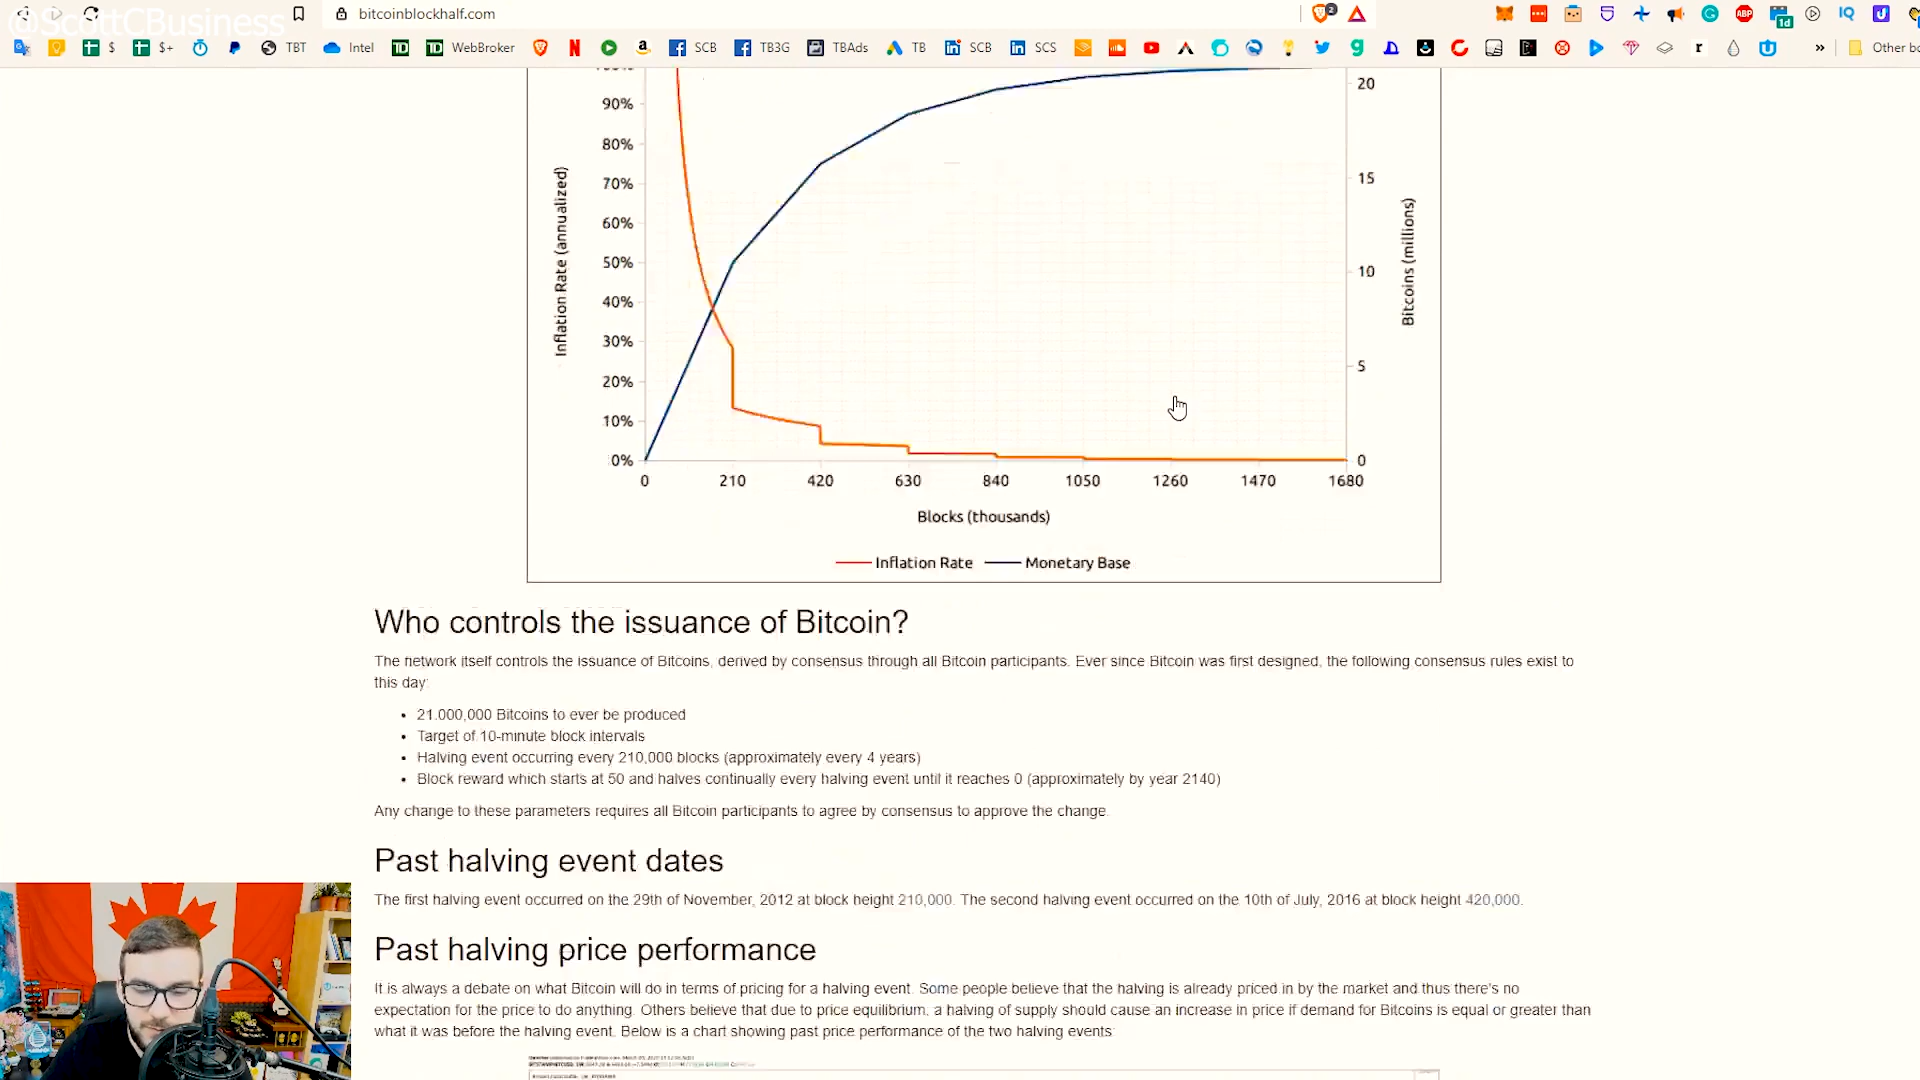 @ScottCBusiness
bitcoinblockhalf.com
2
1d
$
$+
TBT
Intel
WebBroker
SCB
TB3G
TBAds
TB
SCB
SCS
Other bo
20
90%
80%
70%
60%
50%
40%
30%
20%
10%
0%
15
10
5
0
Inflation Rate (annualized)
Bitcoins (millions)
0 210 420 630 840 1050 1260 1470 1680
Blocks (thousands)
Inflation Rate Monetary Base
Who controls the issuance of Bitcoin?
The network itself controls the issuance of Bitcoins, derived by consensus through all Bitcoin participants. Ever since Bitcoin was first designed, the following consensus rules exist to
this day:
• 21,000,000 Bitcoins to ever be produced
• Target of 10-minute block intervals
• Halving event occurring every 210,000 blocks (approximately every 4 years)
• Block reward which starts at 50 and halves continually every halving event until it reaches 0 (approximately by year 2140)
Any change to these parameters requires all Bitcoin participants to agree by consensus to approve the change.
Past halving event dates
The first halving event occurred on the 29th of November, 2012 at block height 210,000. The second halving event occurred on the 10th of July, 2016 at block height 420,000.
Past halving price performance
It is always a debate on what Bitcoin will do in terms of pricing for a halving event. Some people believe that the halving is already priced in by the market and thus there's no
expectation for the price to do anything. Others believe that due to price equilibrium, a halving of supply should cause an increase in price if demand for Bitcoins is equal or greater than
what it was before the halving event. Below is a chart showing past price performance of the two halving events: